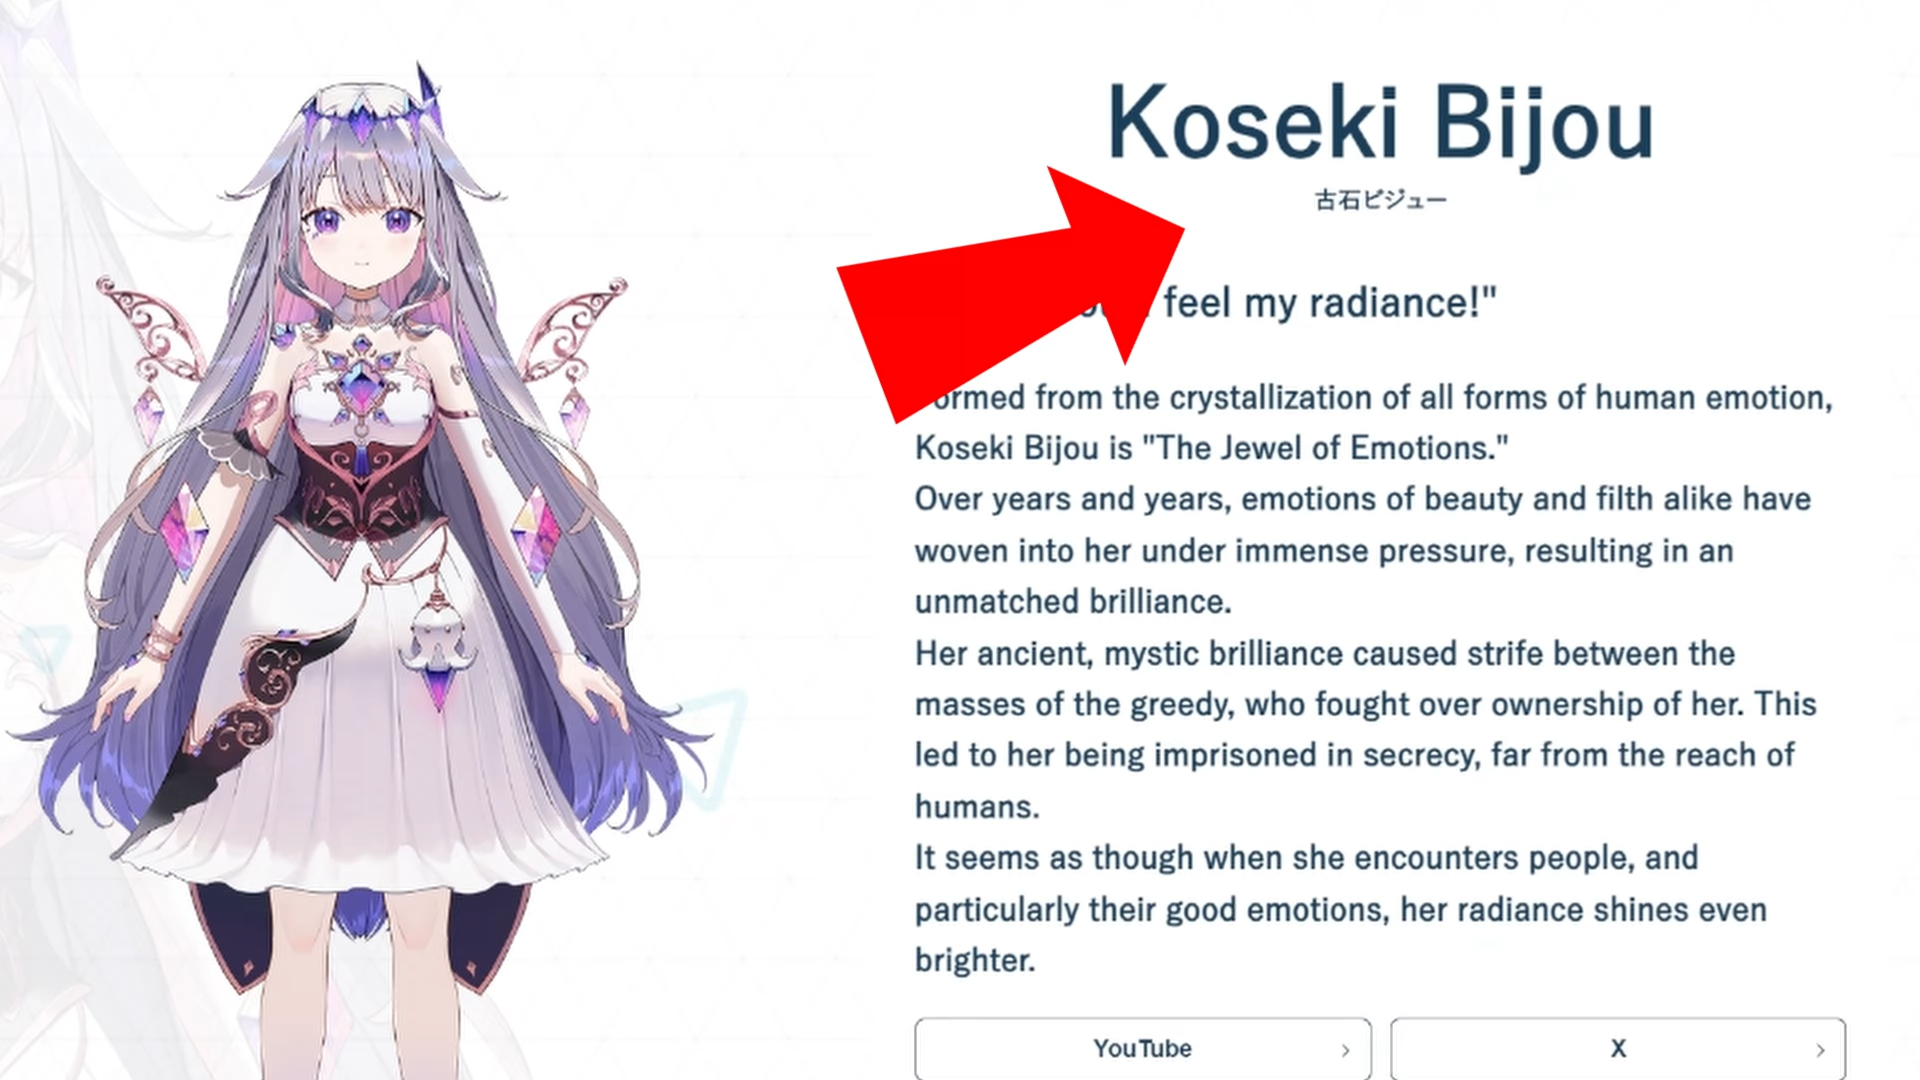 Koseki Bijou
古石ビジュー
feel my radiance!"
ormed from the crystallization of all forms of human emotion,
Koseki Bijou is "The Jewel of Emotions."
Over years and years, emotions of beauty and filth alike have
woven into her under immense pressure, resulting in an
unmatched brilliance.
Her ancient, mystic brilliance caused strife between the
masses of the greedy, who fought over ownership of her. This
led to her being imprisoned in secrecy, far from the reach of
humans.
It seems as though when she encounters people, and
particularly their good emotions, her radiance shines even
brighter.
YouTube
X